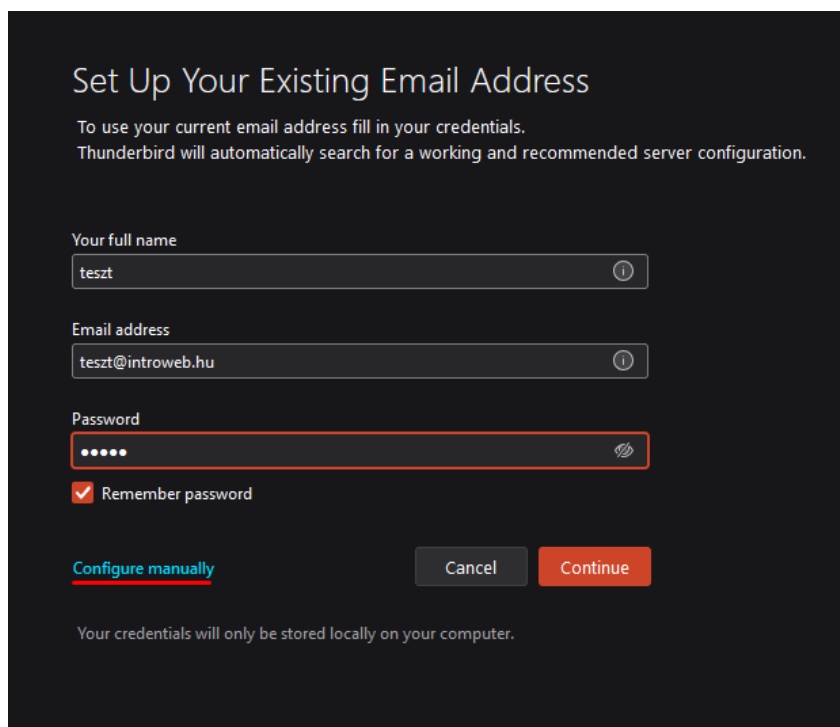 Set Up Your Existing Email Address
To use your current email address fill in your credentials.
Thunderbird will automatically search for a working and recommended server configuration.
Your full name
teszt
Email address
teszt@introweb.hu
Password
•••••
Remember password
Configure manually
Cancel
Continue
Your credentials will only be stored locally on your computer.